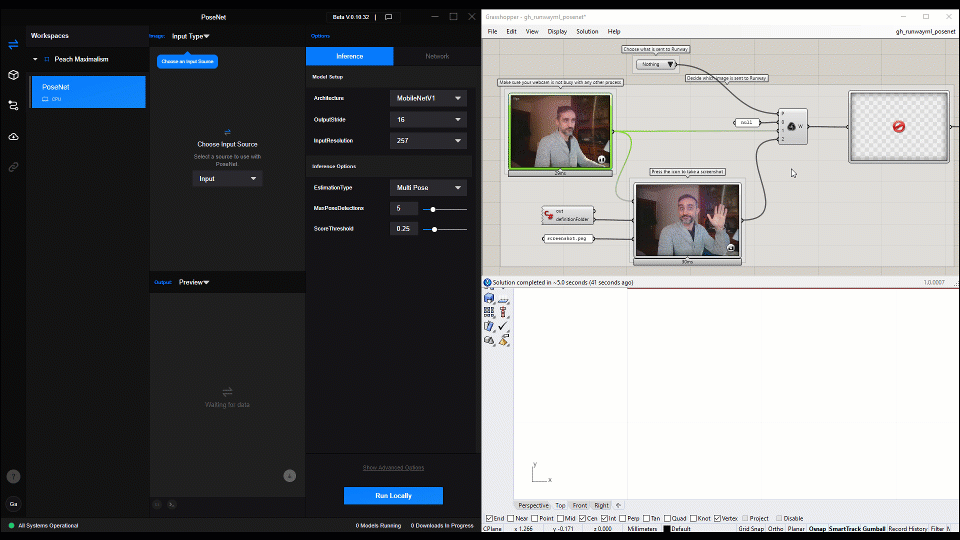 PoseNet
Beta V.0.10.32
Workspaces
Peach Maximalism
PoseNet
CPU
Image:
Input Type
Choose an Input Source
Choose Input Source
Select a source to use with
PoseNet
Input
Output:
Preview
Waiting for data
Options
Inference
Network
Model Setup
Architecture
MobileNetV1
OutputStride
16
InputResolution
257
Inference Options
EstimationType
Multi Pose
MaxPoseDetections
5
ScoreThreshold
0.25
Show Advanced Options
Run Locally
Ga
All Systems Operational
0 Models Running
0 Downloads In Progress
Grasshopper - gh_runwayml_posenet*
File Edit View Display Solution Help
gh_runwayml_posenet
Choose what is sent to Runway
Nothing
Decide which image is sent to Runway
Make sure your webcam is not busy with any other process
null
P
0
1
2
W
29ms
Press the icon to take a screenshot
out
definitionFolder
screenshot.png
30ms
Solution completed in ~5.0 seconds (41 seconds ago)
1.0.0007
y
x
Perspective Top Front Right
End Near Point Mid Cen Int Perp Tan Quad Knot Vertex Project Disable
CPlane x 1.266 y -0.171 z 0.000 Millimeters Default Grid Snap Ortho Planar Osnap SmartTrack Gumball Record History Filter